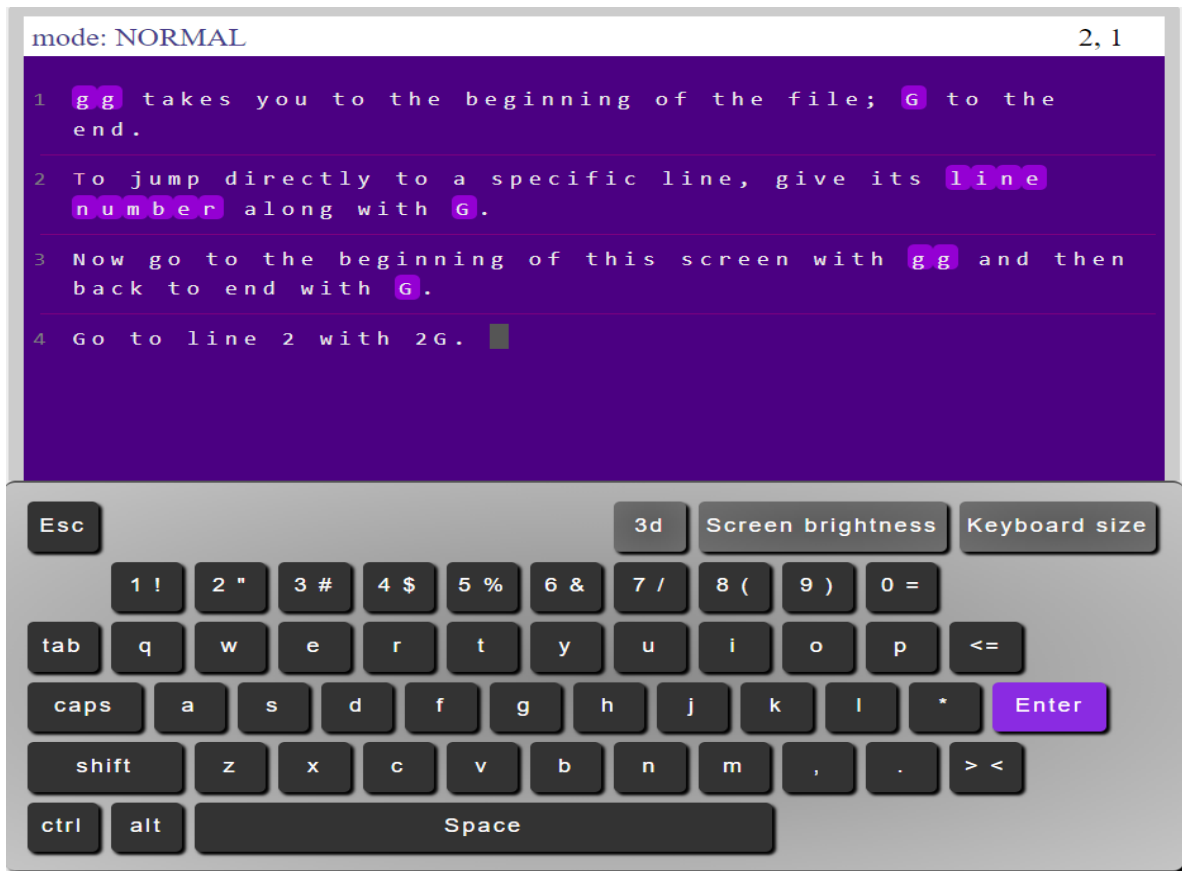 mode: NORMAL 2, 1
1 gg takes you to the beginning of the file; G to the
end.
2 To jump directly to a specific line, give its line
number along with G.
3 Now go to the beginning of this screen with gg and then
back to end with G.
4 Go to line 2 with 2G.
Esc 3d Screen brightness Keyboard size
1 ! 2 " 3 # 4 $ 5 % 6 & 7 / 8 ( 9 ) 0 =
tab q w e r t y u i o p <=
caps a s d f g h j k l * Enter
shift z x c v b n m , . > <
ctrl alt Space